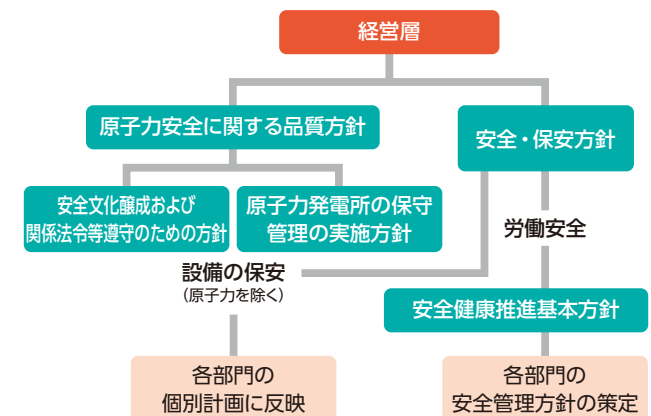 経営層
原子力安全に関する品質方針
安全・保安方針
安全文化醸成および
関係法令等遵守のための方針
原子力発電所の保守
管理の実施方針
労働安全
設備の保安
(原子力を除く)
安全健康推進基本方針
各部門の
個別計画に反映
各部門の
安全管理方針の策定